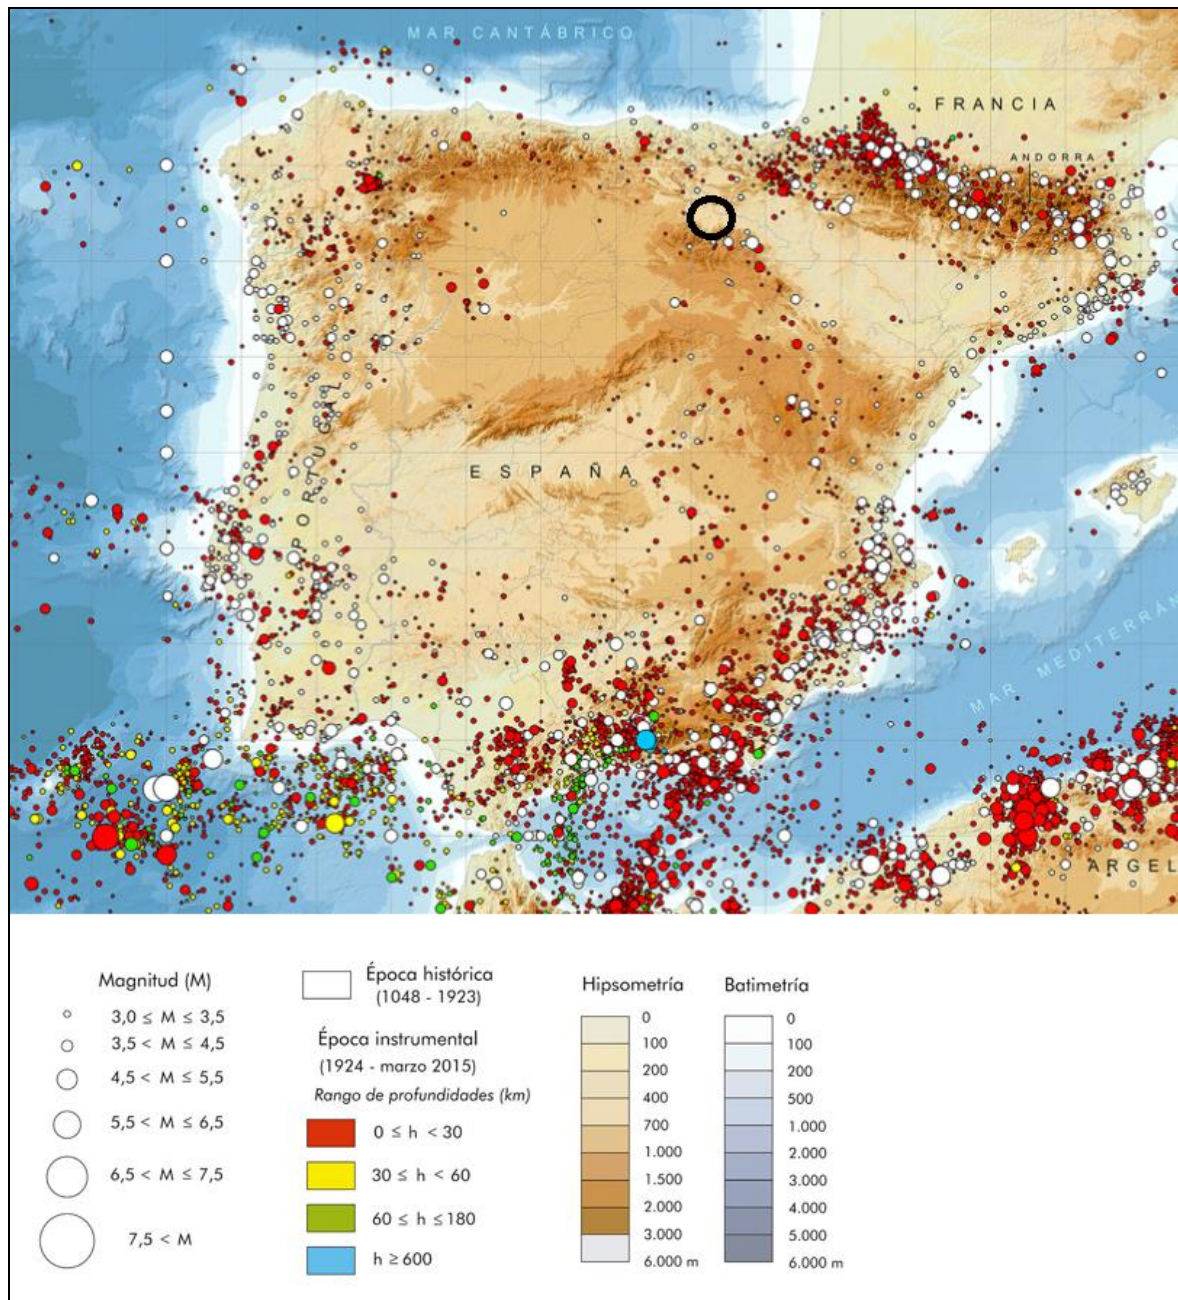 MAR CANTÁBRICO
FRANCIA
ANDORRA
PORTUGAL
ESPAÑA
MAR MEDITERRÁN
ARGEL
Magnitud (M)
3,0 ≤ M ≤ 3,5
3,5 < M ≤ 4,5
4,5 < M ≤ 5,5
5,5 < M ≤ 6,5
6,5 < M ≤ 7,5
7,5 < M
Época histórica
(1048 - 1923)
Época instrumental
(1924 - marzo 2015)
Rango de profundidades (km)
0 ≤ h < 30
30 ≤ h < 60
60 ≤ h ≤ 180
h ≥ 600
Hipsometría
0
100
200
400
700
1.000
1.500
2.000
3.000
6.000 m
Batimetría
0
100
200
500
1.000
2.000
3.000
4.000
5.000
6.000 m